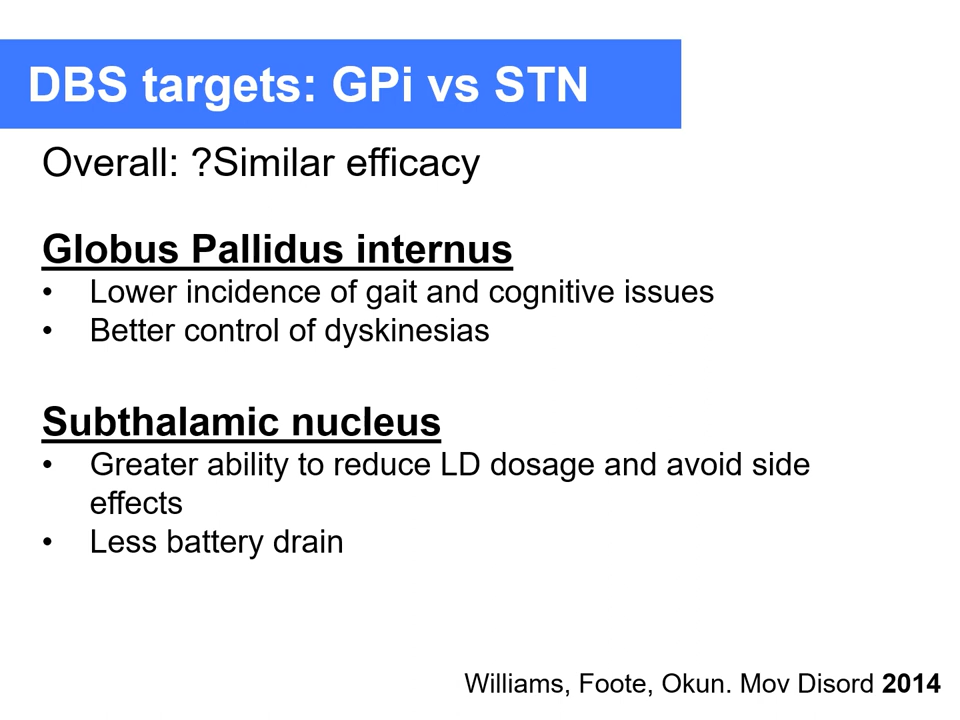 DBS targets: GPi vs STN
Overall: ?Similar efficacy
Globus Pallidus internus
• Lower incidence of gait and cognitive issues
• Better control of dyskinesias
Subthalamic nucleus
• Greater ability to reduce LD dosage and avoid side
effects
• Less battery drain
Williams, Foote, Okun. Mov Disord 2014